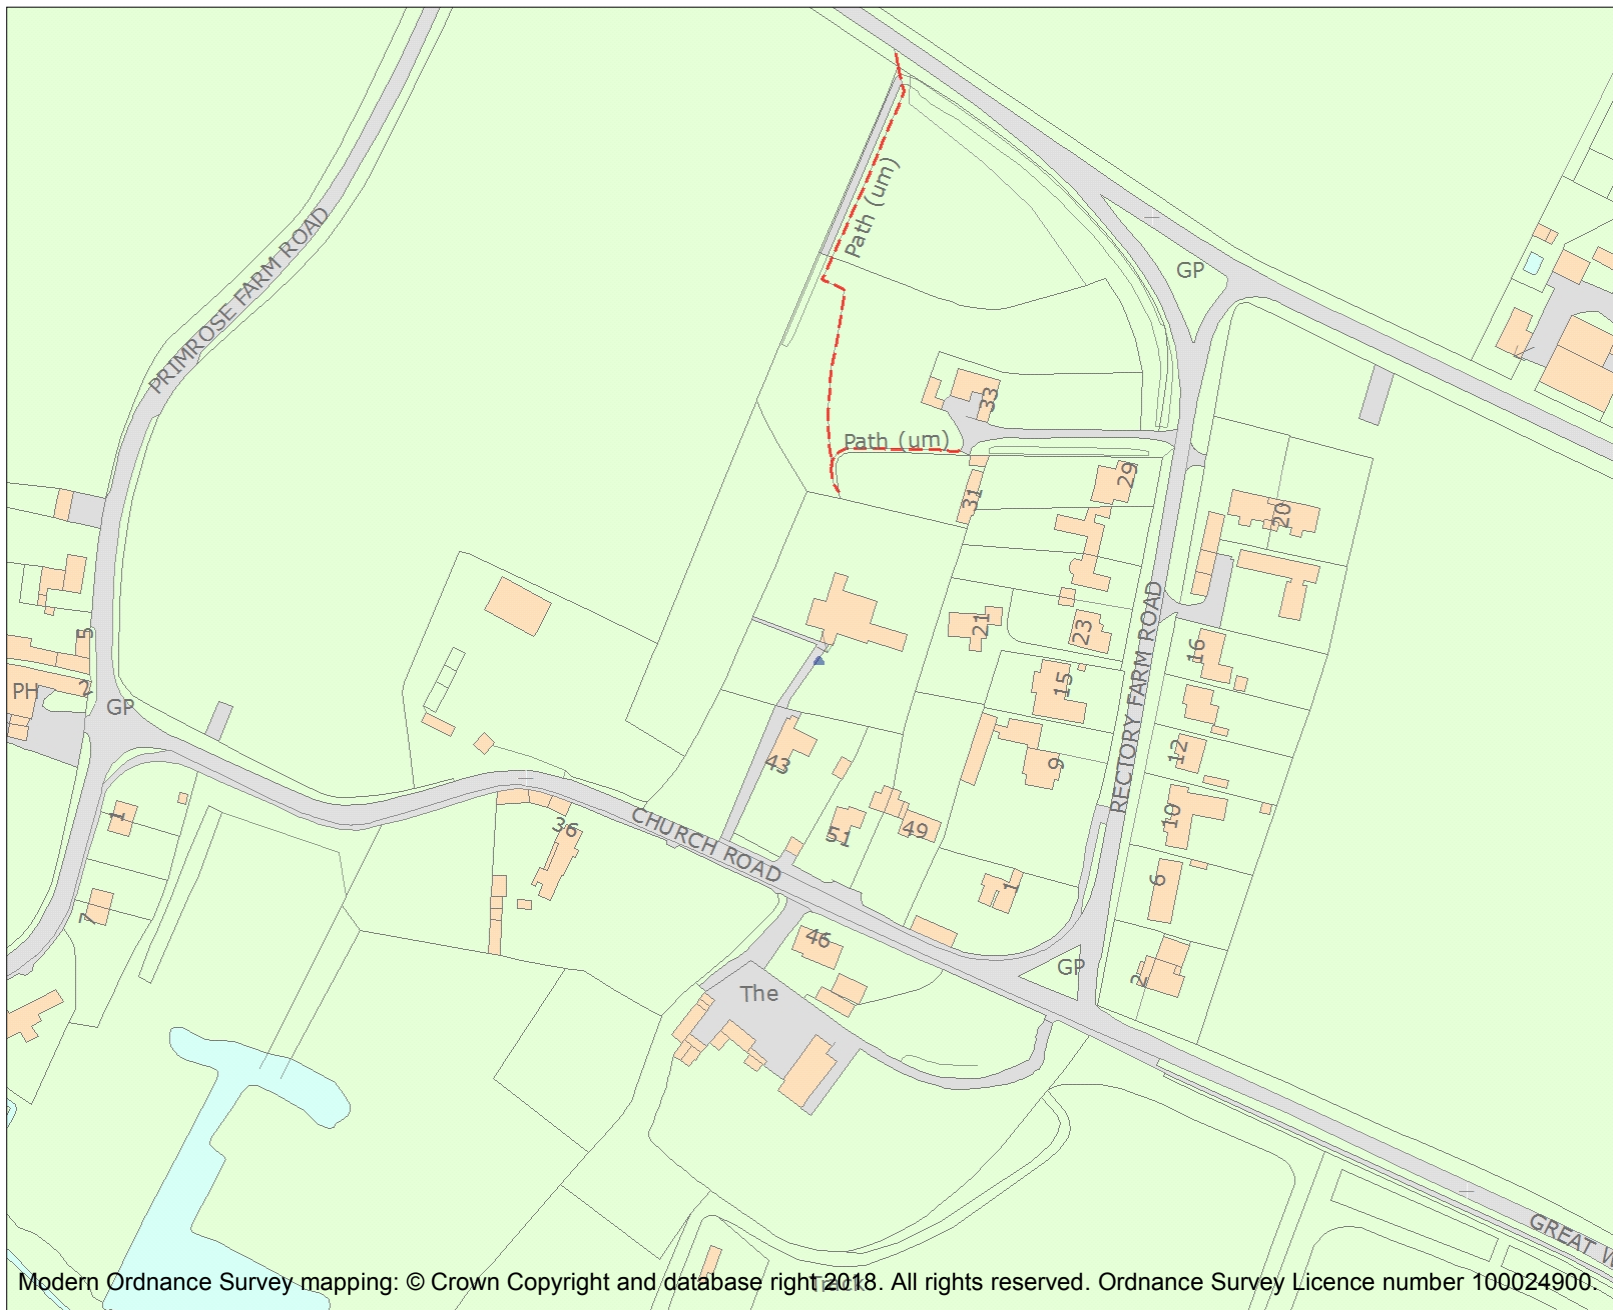 PRIMROSE FARM ROAD
Path (um)
GP
33
Path (um)
29
31
20
5
21
23
16
PH
2
GP
15
RECTORY FARM ROAD
43
9
12
1
36
CHURCH ROAD
51
49
10
1
6
7
46
GP
2
The
GREAT W
Track
Modern Ordnance Survey mapping: © Crown Copyright and database right 2018. All rights reserved. Ordnance Survey Licence number 100024900.